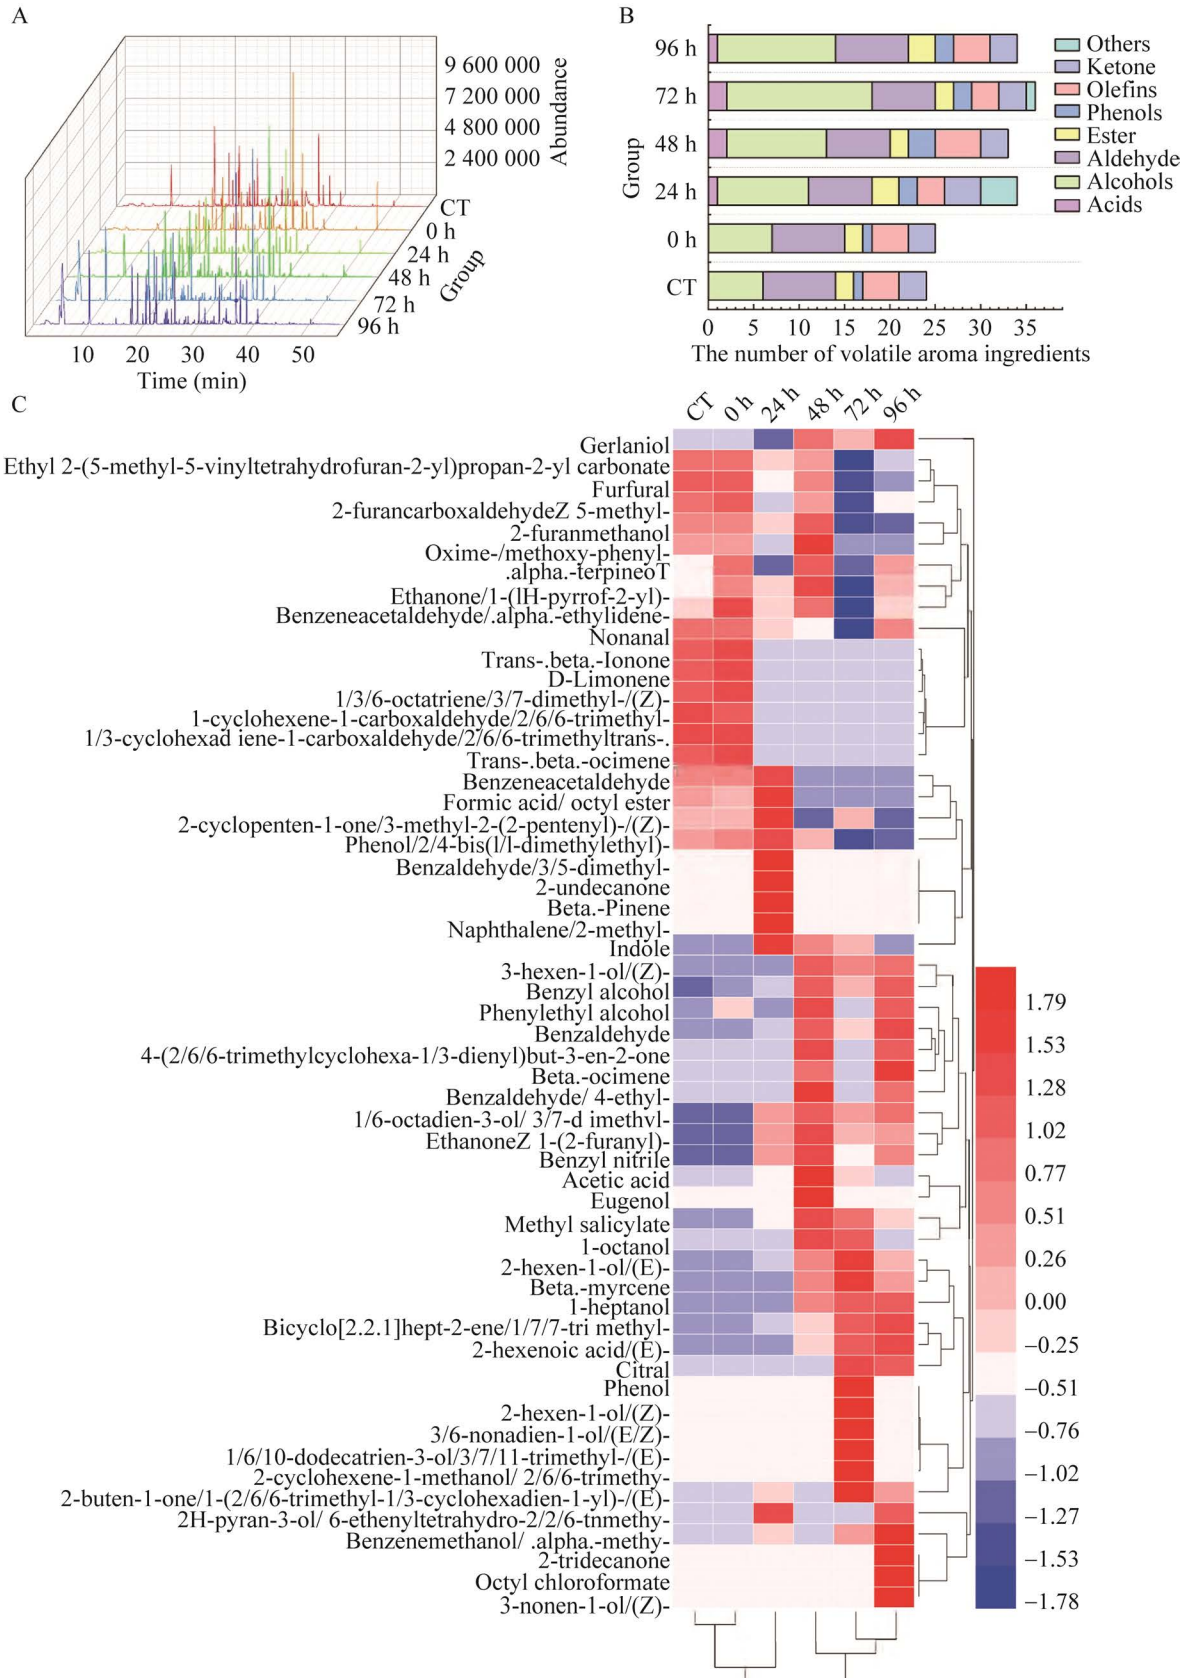 A
9 600 000
7 200 000
4 800 000
2 400 000
Abundance
CT
0 h
24 h
48 h
72 h
96 h
Group
10 20 30 40 50
Time (min)
B
96 h
72 h
48 h
24 h
0 h
CT
Group
0 5 10 15 20 25 30 35
The number of volatile aroma ingredients
Others
Ketone
Olefins
Phenols
Ester
Aldehyde
Alcohols
Acids
C
CT 0 h 24 h 48 h 72 h 96 h
Gerlaniol
Ethyl 2-(5-methyl-5-vinyltetrahydrofuran-2-yl)propan-2-yl carbonate
Furfural
2-furancarboxaldehydeZ 5-methyl-
2-furanmethanol
Oxime-/methoxy-phenyl-
.alpha.-terpineoT
Ethanone/1-(lH-pyrrof-2-yl)-
Benzeneacetaldehyde/.alpha.-ethylidene-
Nonanal
Trans-.beta.-Ionone
D-Limonene
1/3/6-octatriene/3/7-dimethyl-/(Z)-
1-cyclohexene-1-carboxaldehyde/2/6/6-trimethyl-
1/3-cyclohexad iene-1-carboxaldehyde/2/6/6-trimethyltrans-.
Trans-.beta.-ocimene
Benzeneacetaldehyde
Formic acid/ octyl ester
2-cyclopenten-1-one/3-methyl-2-(2-pentenyl)-/(Z)-
Phenol/2/4-bis(l/l-dimethylethyl)-
Benzaldehyde/3/5-dimethyl-
2-undecanone
Beta.-Pinene
Naphthalene/2-methyl-
Indole
3-hexen-1-ol/(Z)-
Benzyl alcohol
Phenylethyl alcohol
Benzaldehyde
4-(2/6/6-trimethylcyclohexa-1/3-dienyl)but-3-en-2-one
Beta.-ocimene
Benzaldehyde/ 4-ethyl-
1/6-octadien-3-ol/ 3/7-d imethvl-
EthanoneZ 1-(2-furanyl)-
Benzyl nitrile
Acetic acid
Eugenol
Methyl salicylate
1-octanol
2-hexen-1-ol/(E)-
Beta.-myrcene
1-heptanol
Bicyclo[2.2.1]hept-2-ene/1/7/7-tri methyl-
2-hexenoic acid/(E)-
Citral
Phenol
2-hexen-1-ol/(Z)-
3/6-nonadien-1-ol/(E/Z)-
1/6/10-dodecatrien-3-ol/3/7/11-trimethyl-/(E)-
2-cyclohexene-1-methanol/ 2/6/6-trimethy-
2-buten-1-one/1-(2/6/6-trimethyl-1/3-cyclohexadien-1-yl)-/(E)-
2H-pyran-3-ol/ 6-ethenyltetrahydro-2/2/6-tnmethy-
Benzenemethanol/ .alpha.-methy-
2-tridecanone
Octyl chloroformate
3-nonen-1-ol/(Z)-
1.79
1.53
1.28
1.02
0.77
0.51
0.26
0.00
−0.25
−0.51
−0.76
−1.02
−1.27
−1.53
−1.78